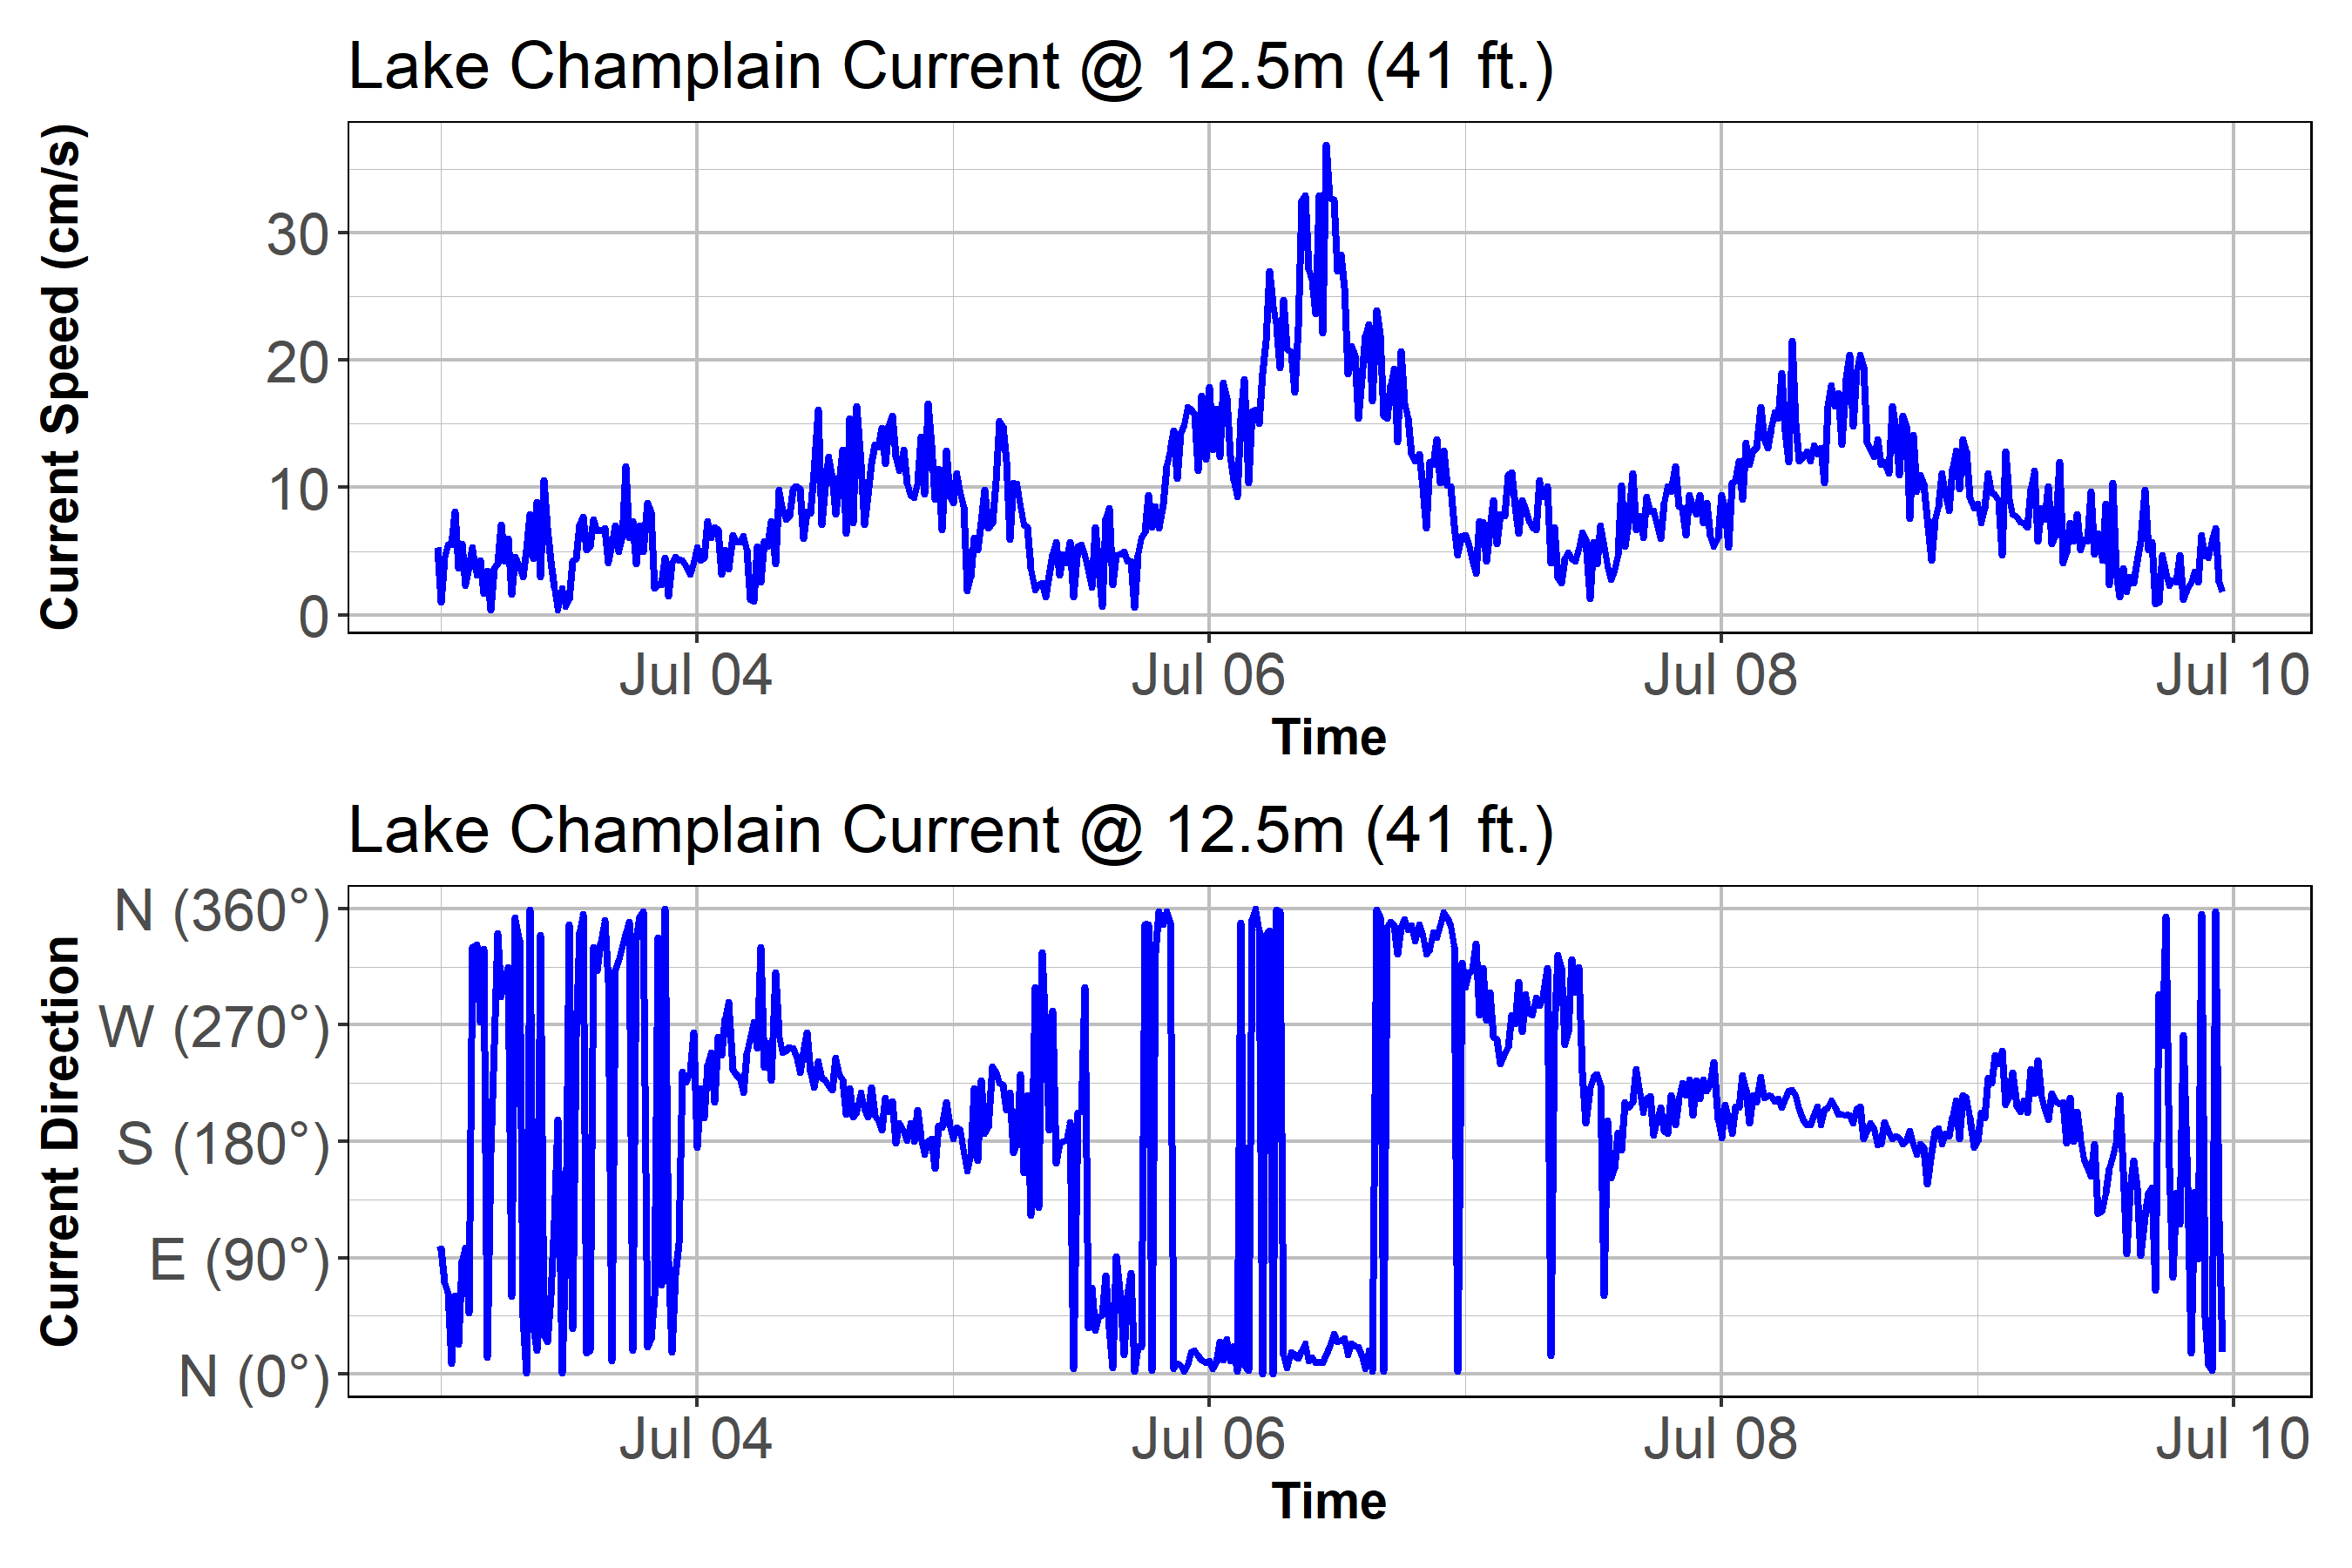 Lake Champlain Current @ 12.5m (41 ft.)
Current Speed (cm/s)
30
20
10
0
Jul 04 Jul 06 Jul 08 Jul 10
Time
Lake Champlain Current @ 12.5m (41 ft.)
Current Direction
N (360°)
W (270°)
S (180°)
E (90°)
N (0°)
Jul 04 Jul 06 Jul 08 Jul 10
Time